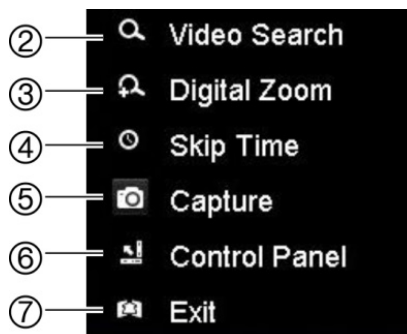 ② Video Search
③ Digital Zoom
④ Skip Time
⑤ Capture
⑥ Control Panel
⑦ Exit